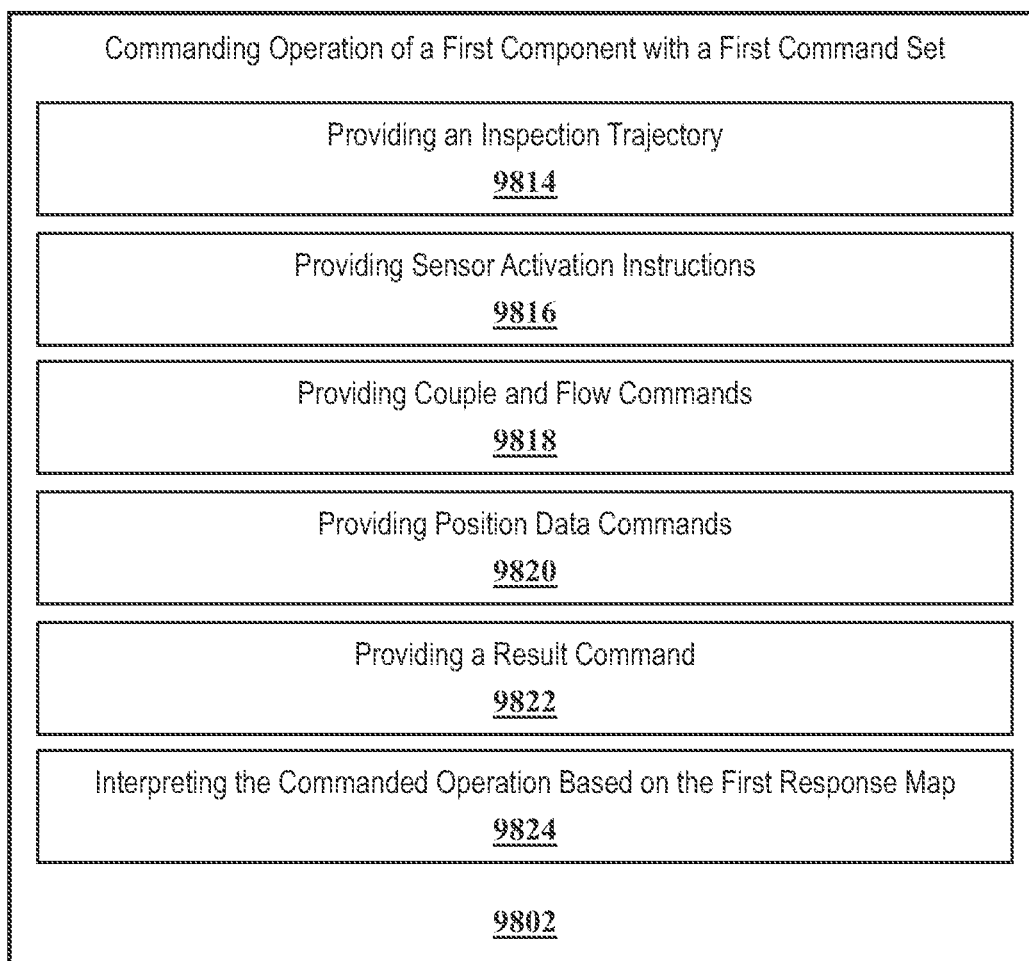 Commanding Operation of a First Component with a First Command Set
Providing an Inspection Trajectory
9814
Providing Sensor Activation Instructions
9816
Providing Couple and Flow Commands
9818
Providing Position Data Commands
9820
Providing a Result Command
9822
Interpreting the Commanded Operation Based on the First Response Map
9824
9802